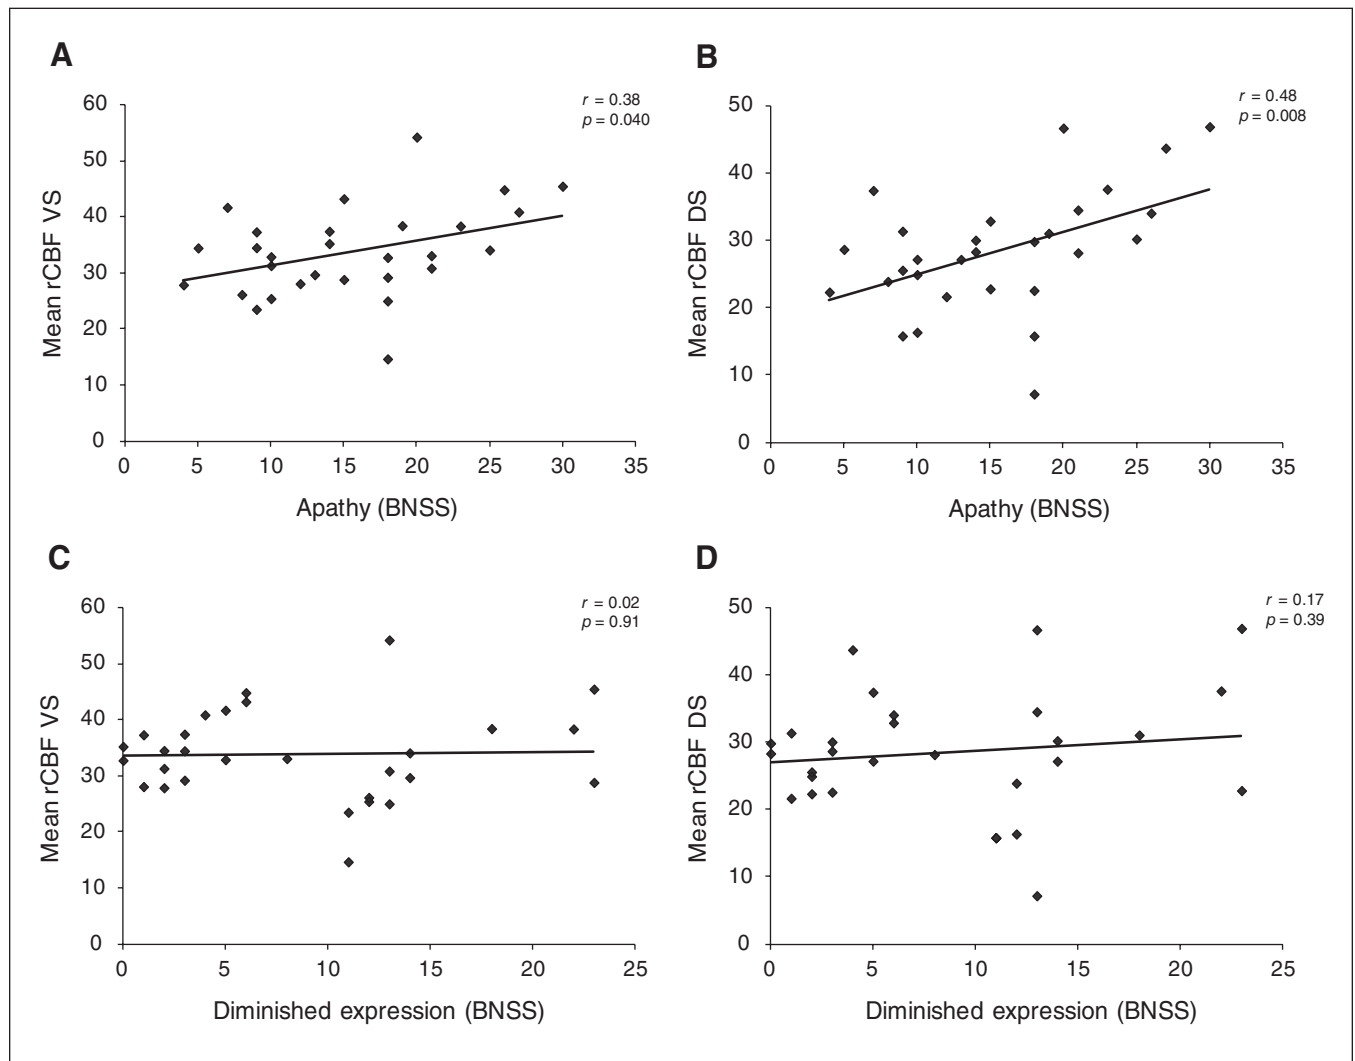 A
r = 0.38
p = 0.040
Mean rCBF VS
60
50
40
30
20
10
0
0 5 10 15 20 25 30 35
Apathy (BNSS)
B
r = 0.48
p = 0.008
Mean rCBF DS
50
40
30
20
10
0
0 5 10 15 20 25 30 35
Apathy (BNSS)
C
r = 0.02
p = 0.91
Mean rCBF VS
60
50
40
30
20
10
0
0 5 10 15 20 25
Diminished expression (BNSS)
D
r = 0.17
p = 0.39
Mean rCBF DS
50
40
30
20
10
0
0 5 10 15 20 25
Diminished expression (BNSS)